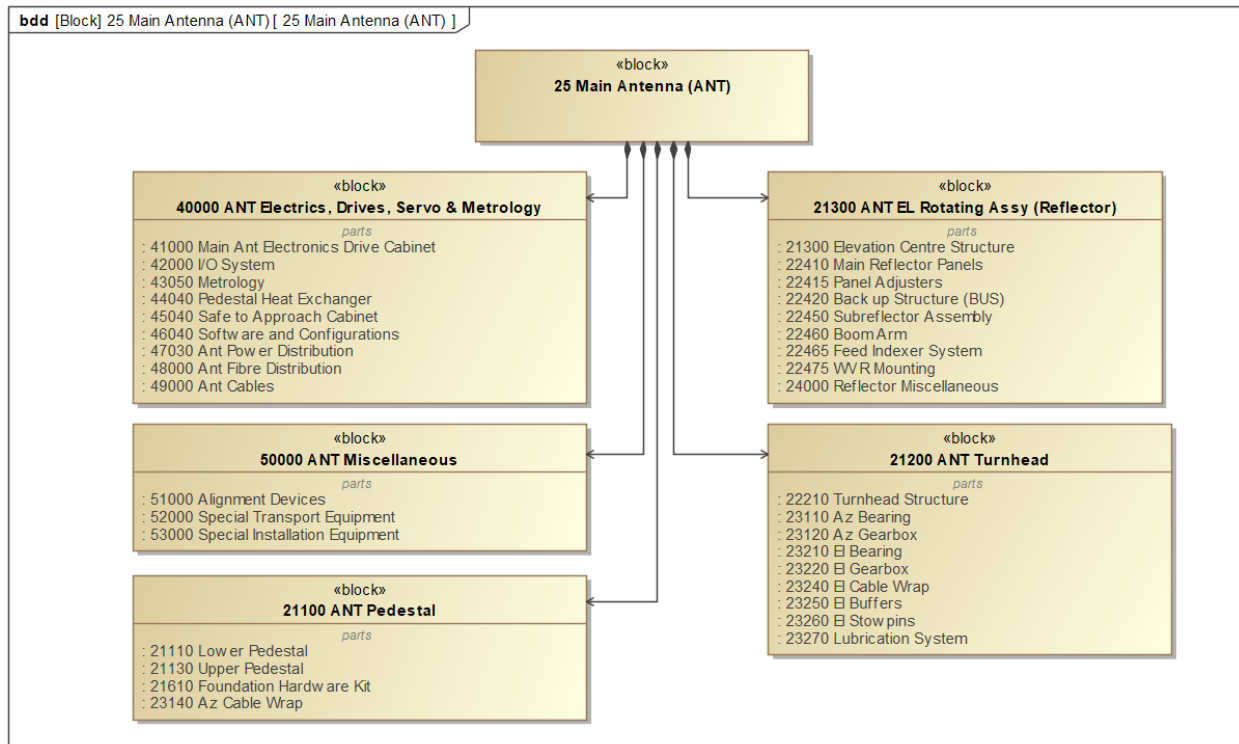 bdd [Block] 25 Main Antenna (ANT) [ 25 Main Antenna (ANT) ]
«block»
25 Main Antenna (ANT)
«block»
40000 ANT Electrics, Drives, Servo & Metrology
parts
: 41000 Main Ant Electronics Drive Cabinet
: 42000 I/O System
: 43050 Metrology
: 44040 Pedestal Heat Exchanger
: 45040 Safe to Approach Cabinet
: 46040 Software and Configurations
: 47030 Ant Power Distribution
: 48000 Ant Fibre Distribution
: 49000 Ant Cables
«block»
21300 ANT EL Rotating Assy (Reflector)
parts
: 21300 Elevation Centre Structure
: 22410 Main Reflector Panels
: 22415 Panel Adjusters
: 22420 Back up Structure (BUS)
: 22450 Subreflector Assembly
: 22460 Boom Arm
: 22465 Feed Indexer System
: 22475 WVR Mounting
: 24000 Reflector Miscellaneous
«block»
50000 ANT Miscellaneous
parts
: 51000 Alignment Devices
: 52000 Special Transport Equipment
: 53000 Special Installation Equipment
«block»
21200 ANT Turnhead
parts
: 22210 Turnhead Structure
: 23110 Az Bearing
: 23120 Az Gearbox
: 23210 El Bearing
: 23220 El Gearbox
: 23240 El Cable Wrap
: 23250 El Buffers
: 23260 El Stowpins
: 23270 Lubrication System
«block»
21100 ANT Pedestal
parts
: 21110 Lower Pedestal
: 21130 Upper Pedestal
: 21610 Foundation Hardware Kit
: 23140 Az Cable Wrap